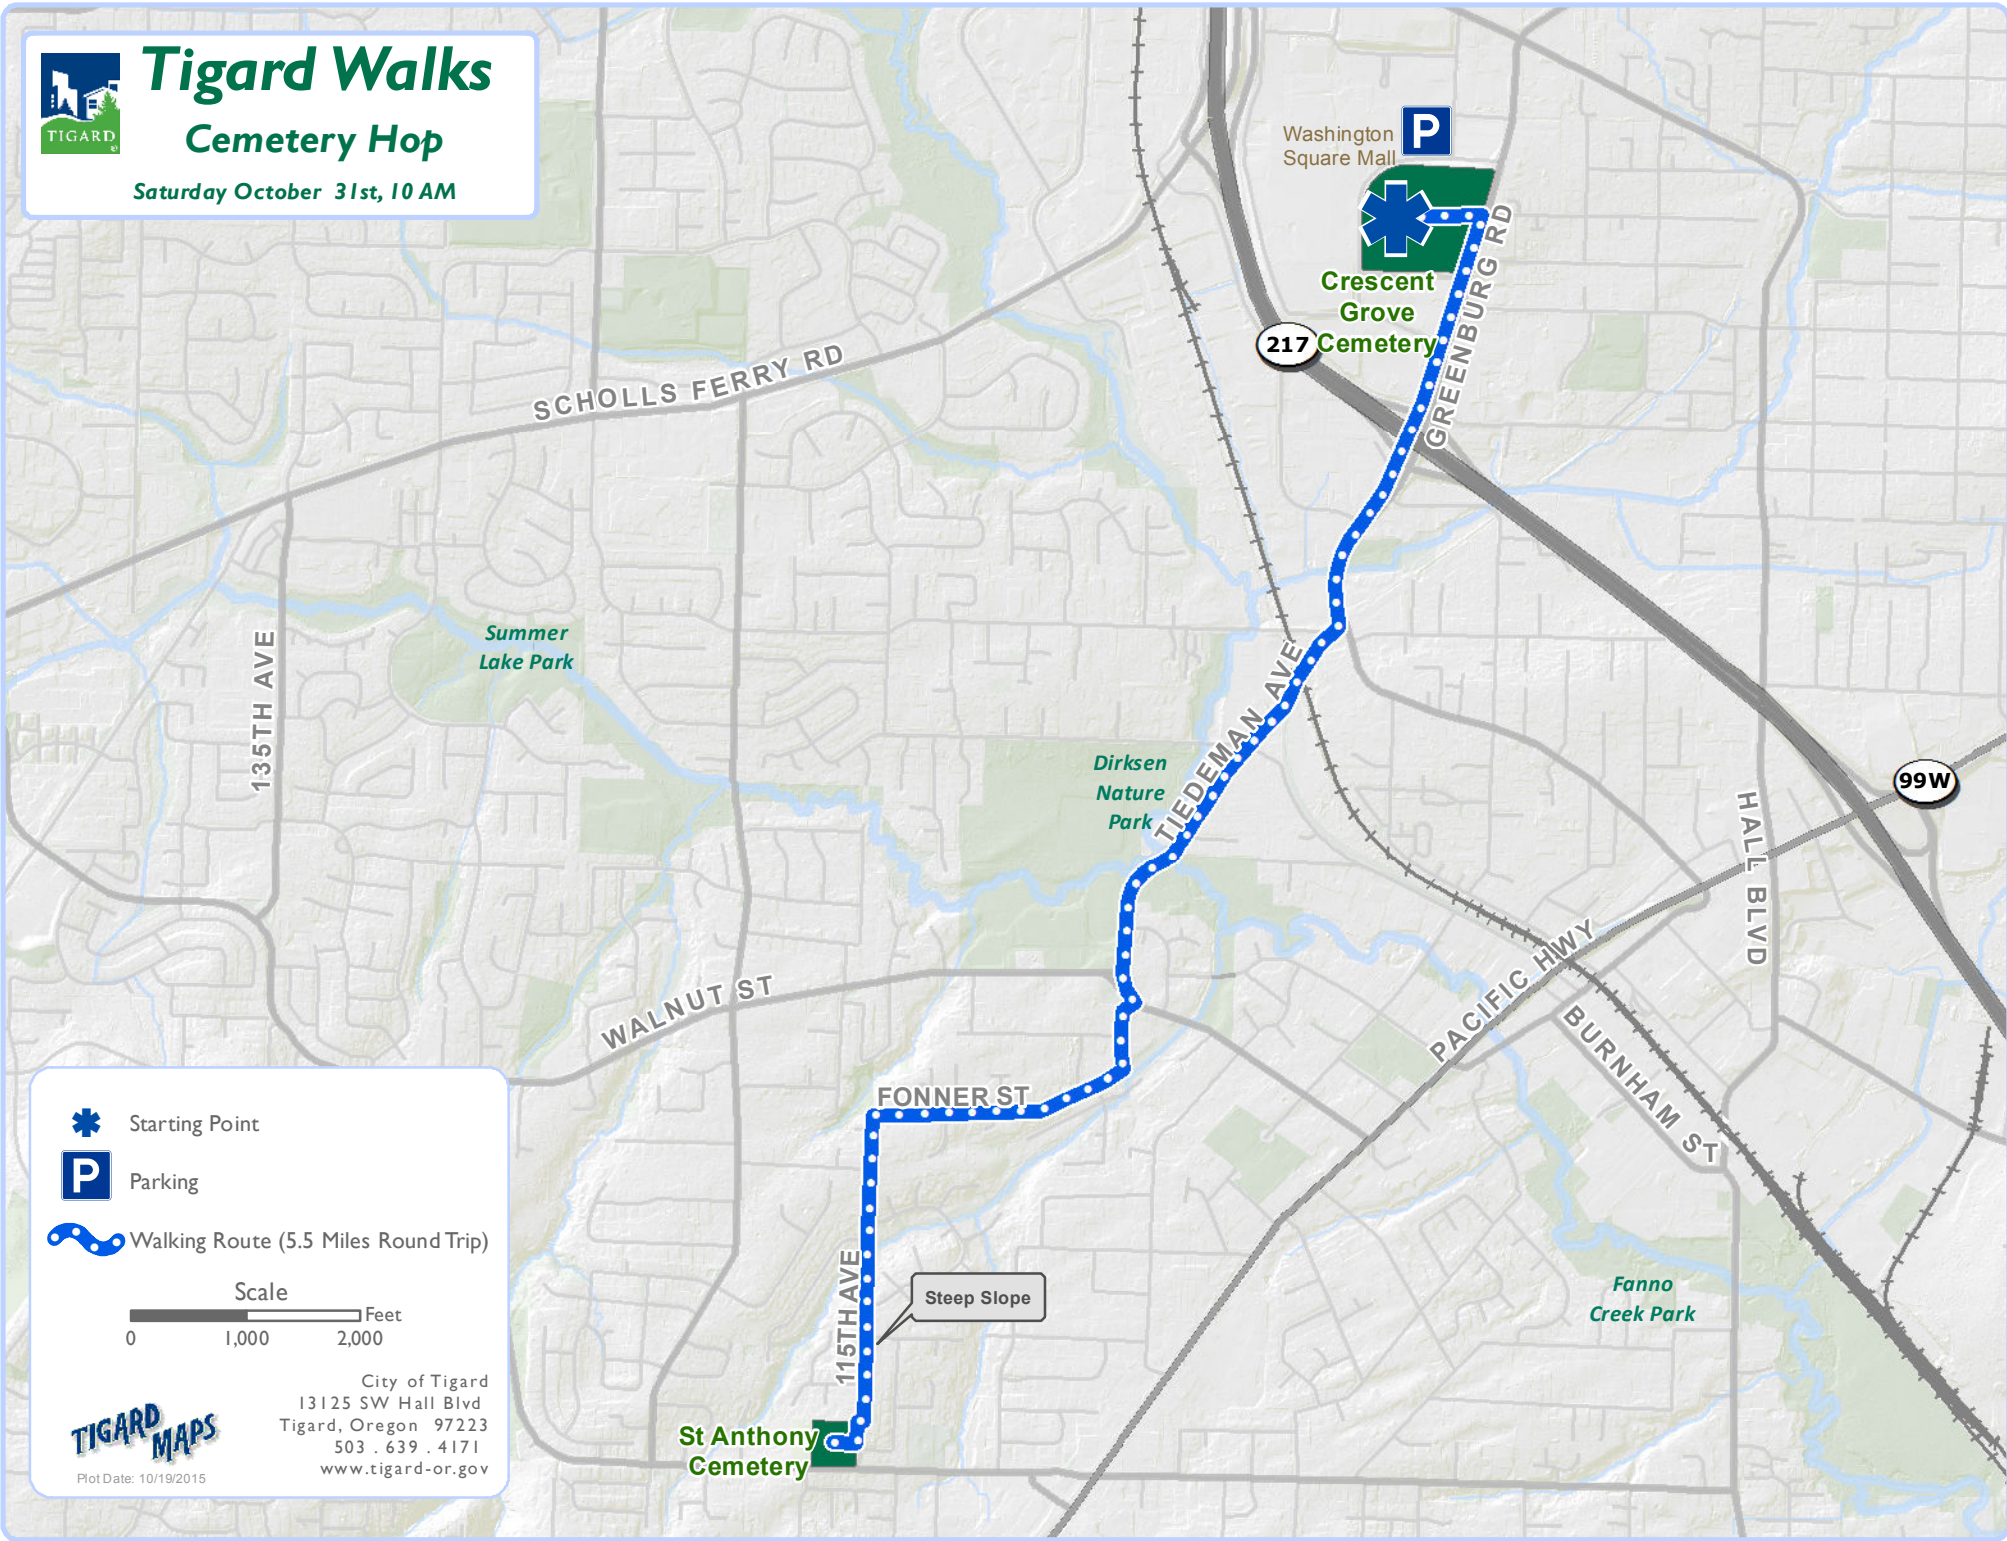 Tigard Walks
Cemetery Hop
Saturday October 31st, 10 AM
TIGARD
Washington
Square Mall
P
Crescent
Grove
Cemetery
GREENBURG RD
217
SCHOLLS FERRY RD
135TH AVE
Summer
Lake Park
TIEDEMAN AVE
Dirksen
Nature
Park
99W
HALL BLVD
PACIFIC HWY
BURNHAM ST
WALNUT ST
FONNER ST
115TH AVE
Steep Slope
Fanno
Creek Park
St Anthony
Cemetery
Starting Point
P
Parking
Walking Route (5.5 Miles Round Trip)
Scale
Feet
0 1,000 2,000
City of Tigard
13125 SW Hall Blvd
Tigard, Oregon 97223
503 . 639 . 4171
www.tigard-or.gov
TIGARD
MAPS
Plot Date: 10/19/2015